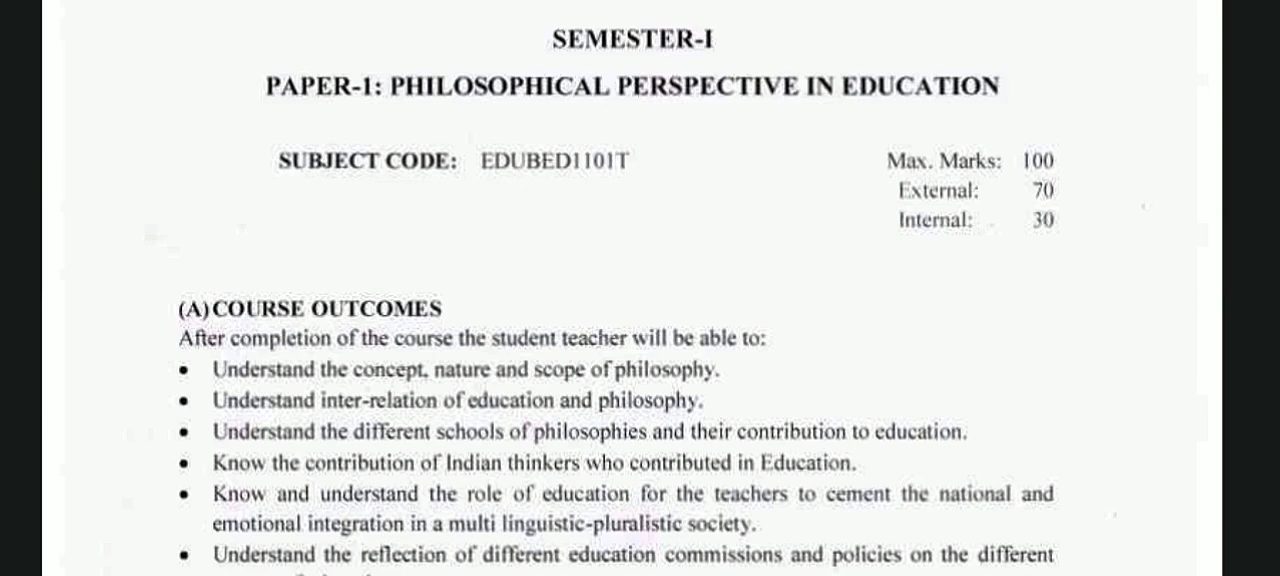 SEMESTER-I
PAPER-1: PHILOSOPHICAL PERSPECTIVE IN EDUCATION
SUBJECT CODE: EDUBED1101T
Max. Marks: 100
External: 70
Internal: 30
(A) COURSE OUTCOMES
After completion of the course the student teacher will be able to:
• Understand the concept, nature and scope of philosophy.
• Understand inter-relation of education and philosophy.
• Understand the different schools of philosophies and their contribution to education.
• Know the contribution of Indian thinkers who contributed in Education.
• Know and understand the role of education for the teachers to cement the national and
emotional integration in a multi linguistic-pluralistic society.
• Understand the reflection of different education commissions and policies on the different